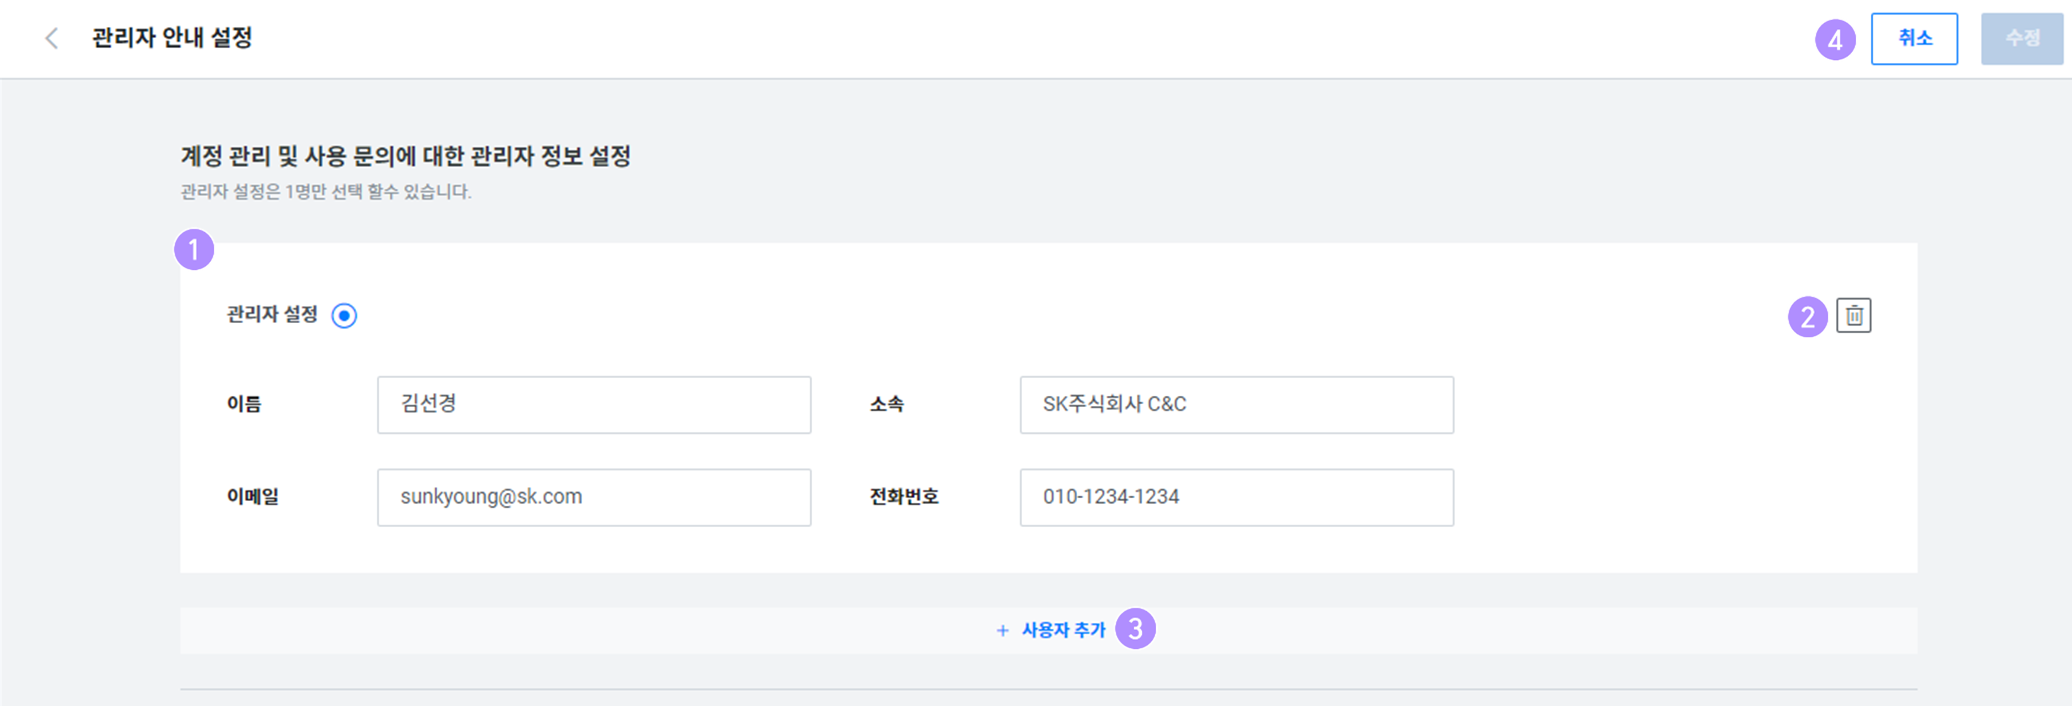 관리자 안내 설정
4 취소 수정
계정 관리 및 사용 문의에 대한 관리자 정보 설정
관리자 설정은 1명만 선택 할수 있습니다.
1
관리자 설정 2
이름 김선경 소속 SK주식회사 C&C
이메일 sunkyoung@sk.com 전화번호 010-1234-1234
+ 사용자 추가 3